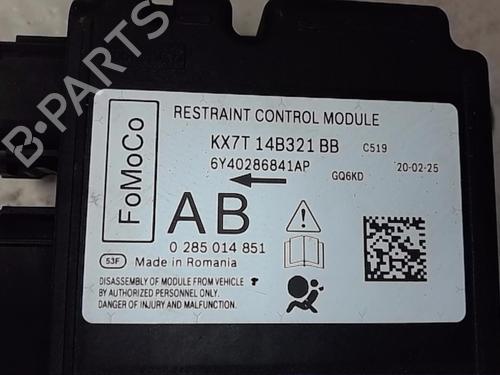 FoMoCo
RESTRAINT CONTROL MODULE
KX7T 14B321 BB C519
6Y40286841AP GQ6KD 20-02-25
AB
0 285 014 851
53F Made in Romania
DISASSEMBLY OF MODULE FROM VEHICLE
BY AUTHORIZED PERSONNEL ONLY.
DANGER OF INJURY AND MALFUNCTION.
B-PARTS